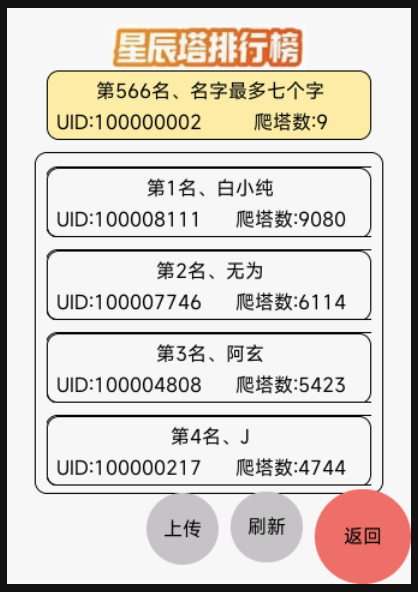 星辰塔排行榜
第566名、名字最多七个字
UID:100000002 爬塔数:9
第1名、白小纯
UID:100008111 爬塔数:9080
第2名、无为
UID:100007746 爬塔数:6114
第3名、阿玄
UID:100004808 爬塔数:5423
第4名、J
UID:100000217 爬塔数:4744
上传 刷新 返回